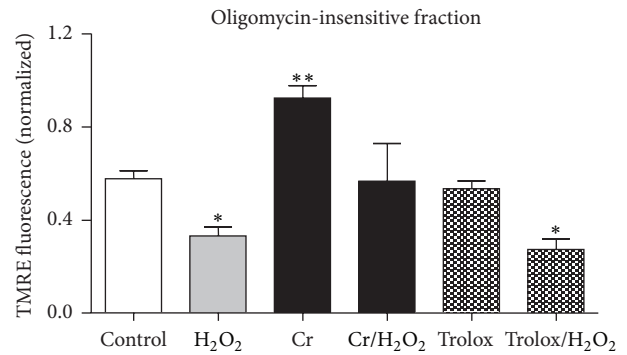 Oligomycin-insensitive fraction
TMRE fluorescence (normalized)
1.2
0.8
0.4
0.0
*
**
*
Control H₂O₂ Cr Cr/H₂O₂ Trolox Trolox/H₂O₂